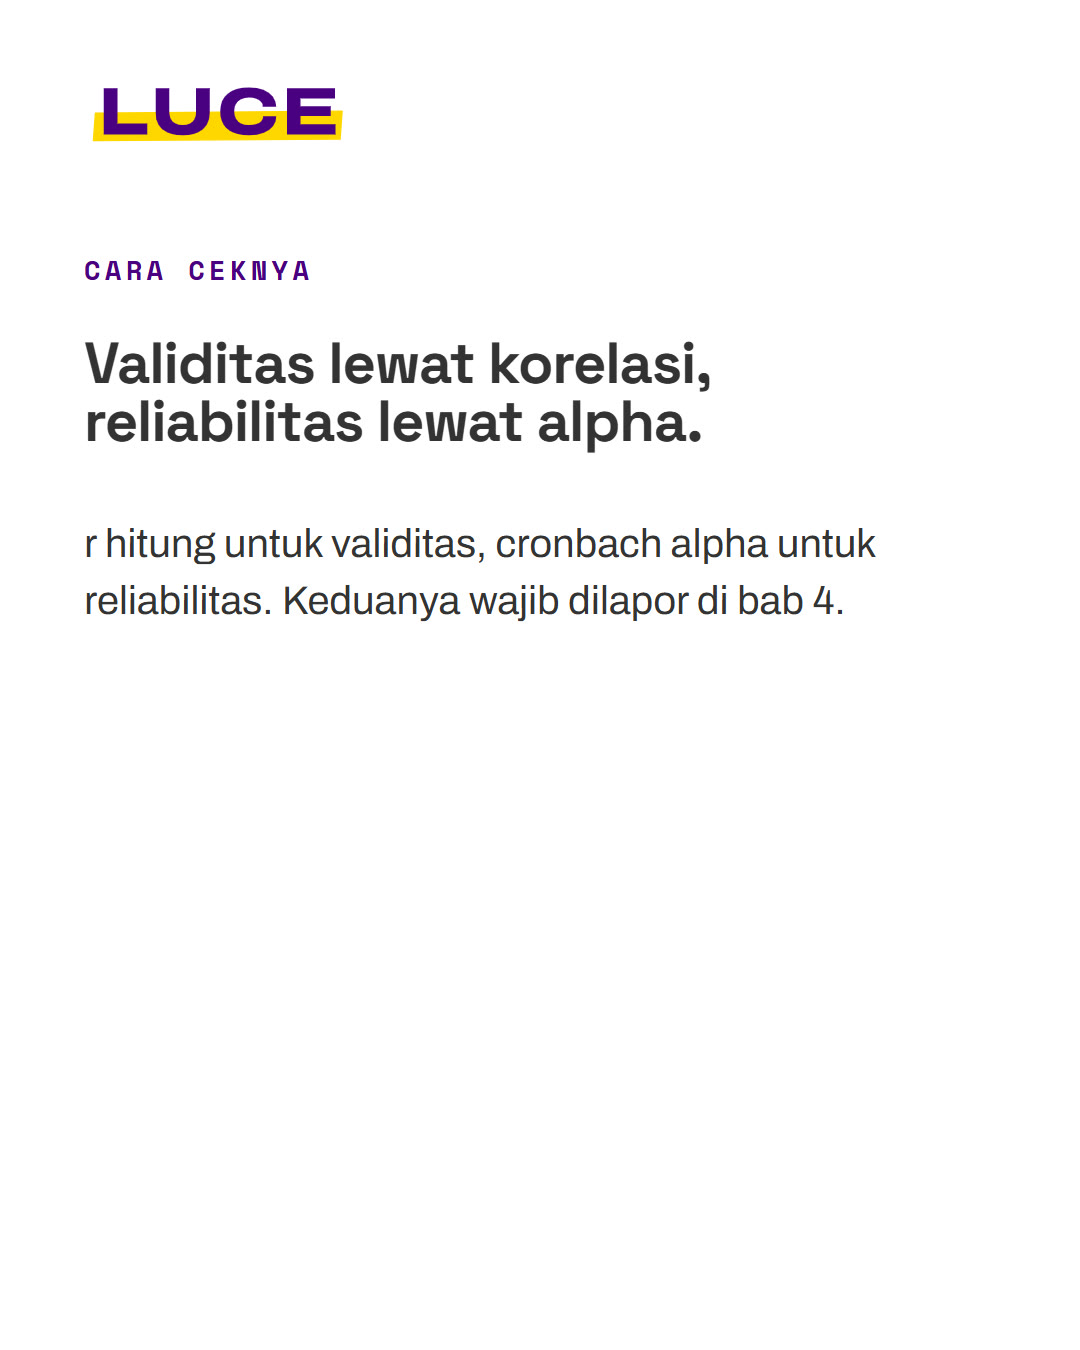 LUCE
CARA CEKNYA
Validitas lewat korelasi,
reliabilitas lewat alpha.
r hitung untuk validitas, cronbach alpha untuk
reliabilitas. Keduanya wajib dilapor di bab 4.